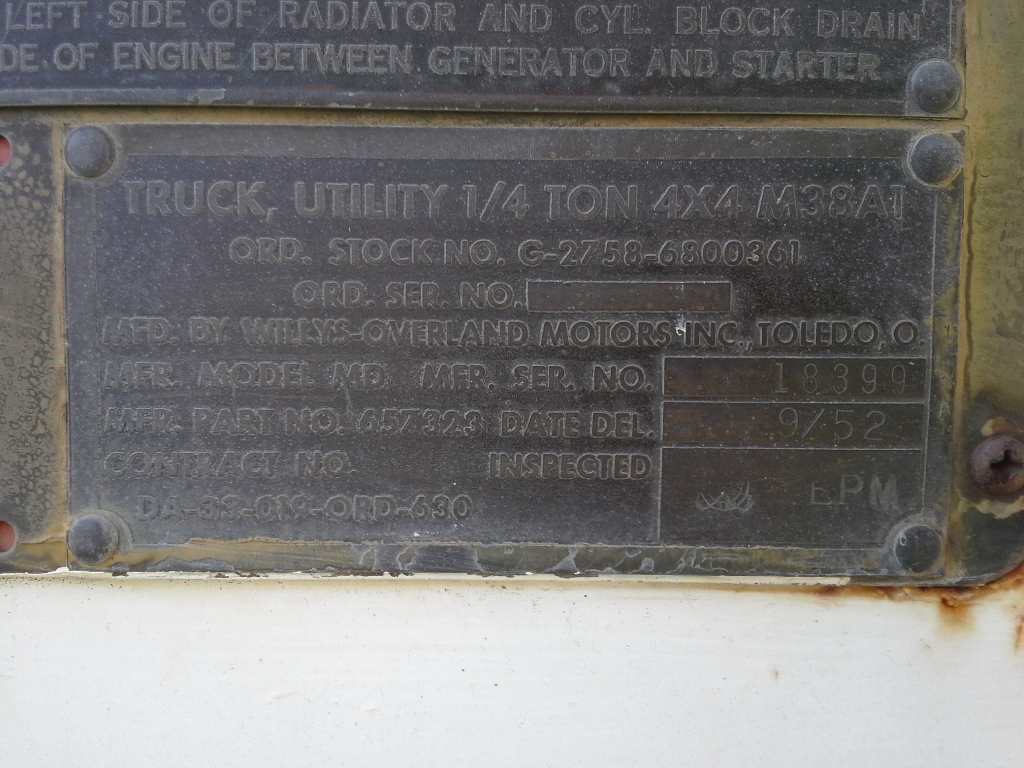 LEFT SIDE OF RADIATOR AND CYL. BLOCK DRAIN
DE OF ENGINE BETWEEN GENERATOR AND STARTER
TRUCK, UTILITY 1/4 TON 4X4 M38A1
ORD. STOCK NO. G-2758-6800361
ORD. SER. NO.
MFD. BY WILLYS-OVERLAND MOTORS INC., TOLEDO, O.
MFR. MODEL MD MFR. SER. NO. 18399
MFR. PART NO. 657323 DATE DEL. 9/52
CONTRACT NO. INSPECTED
DA-33-019-ORD-630 EPM